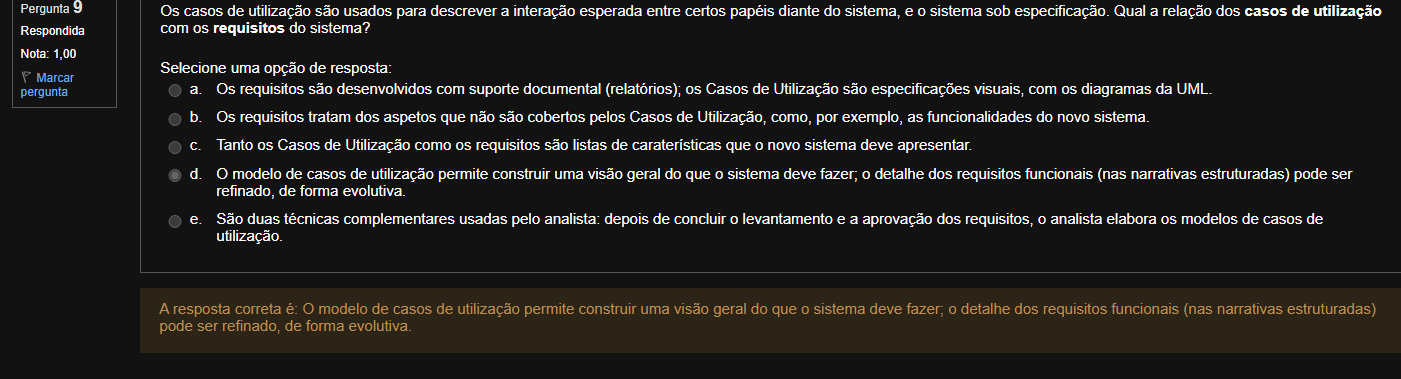 Pergunta 9
Respondida
Nota: 1,00
Marcar
pergunta
Os casos de utilização são usados para descrever a interação esperada entre certos papéis diante do sistema, e o sistema sob especificação. Qual a relação dos casos de utilização
com os requisitos do sistema?
Selecione uma opção de resposta:
a. Os requisitos são desenvolvidos com suporte documental (relatórios); os Casos de Utilização são especificações visuais, com os diagramas da UML.
b. Os requisitos tratam dos aspetos que não são cobertos pelos Casos de Utilização, como, por exemplo, as funcionalidades do novo sistema.
c. Tanto os Casos de Utilização como os requisitos são listas de caraterísticas que o novo sistema deve apresentar.
d. O modelo de casos de utilização permite construir uma visão geral do que o sistema deve fazer; o detalhe dos requisitos funcionais (nas narrativas estruturadas) pode ser
refinado, de forma evolutiva.
e. São duas técnicas complementares usadas pelo analista: depois de concluir o levantamento e a aprovação dos requisitos, o analista elabora os modelos de casos de
utilização.
A resposta correta é: O modelo de casos de utilização permite construir uma visão geral do que o sistema deve fazer; o detalhe dos requisitos funcionais (nas narrativas estruturadas)
pode ser refinado, de forma evolutiva.